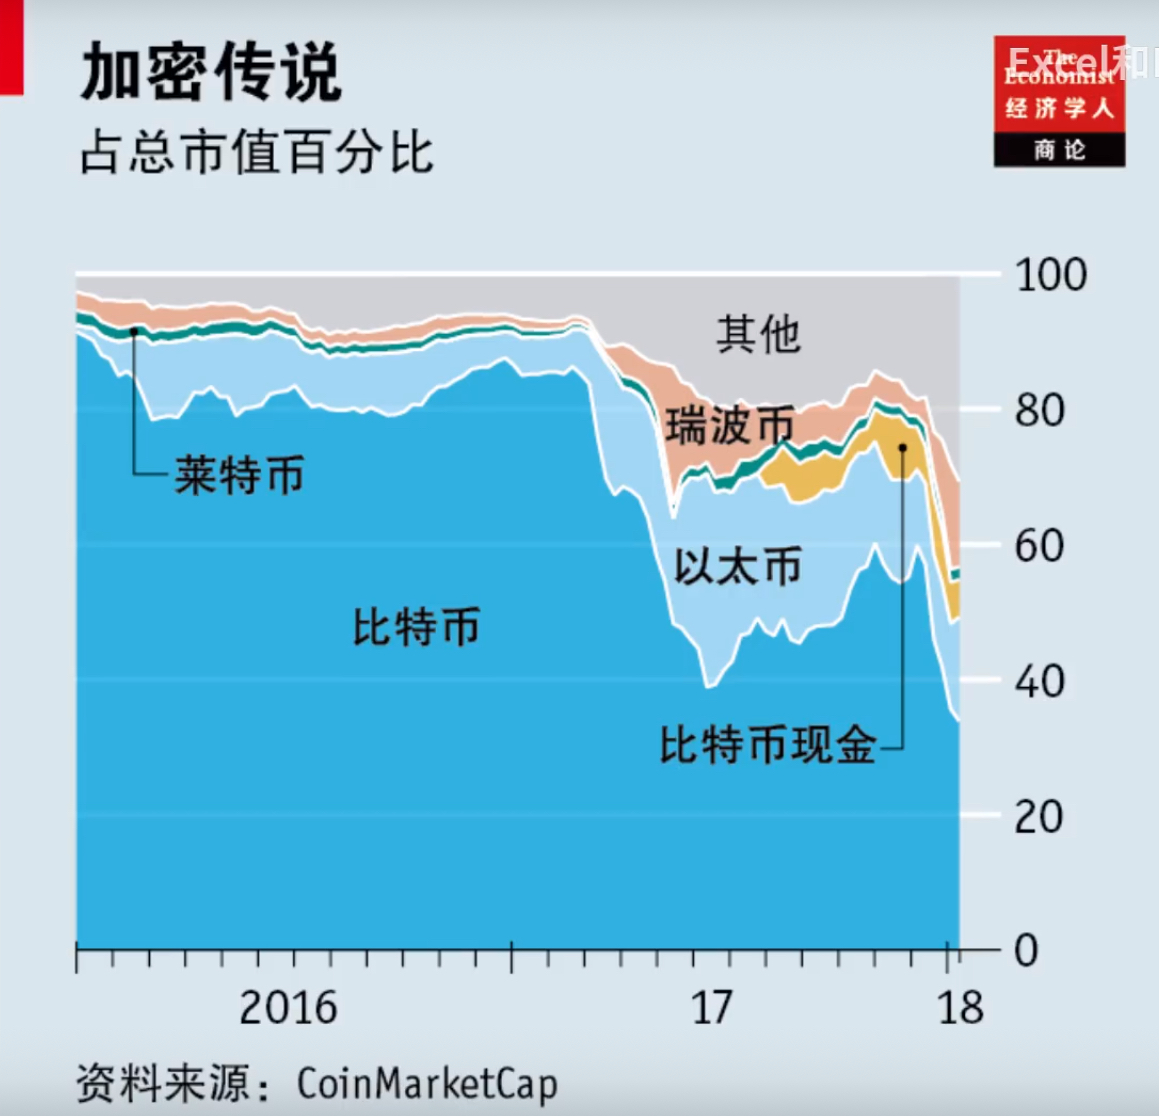 加密传说
占总市值百分比
Excel和
The
Economist
经济学人
商论
100
其他
80
瑞波币
莱特币
60
以太币
比特币
40
比特币现金
20
0
2016
17
18
资料来源：CoinMarketCap